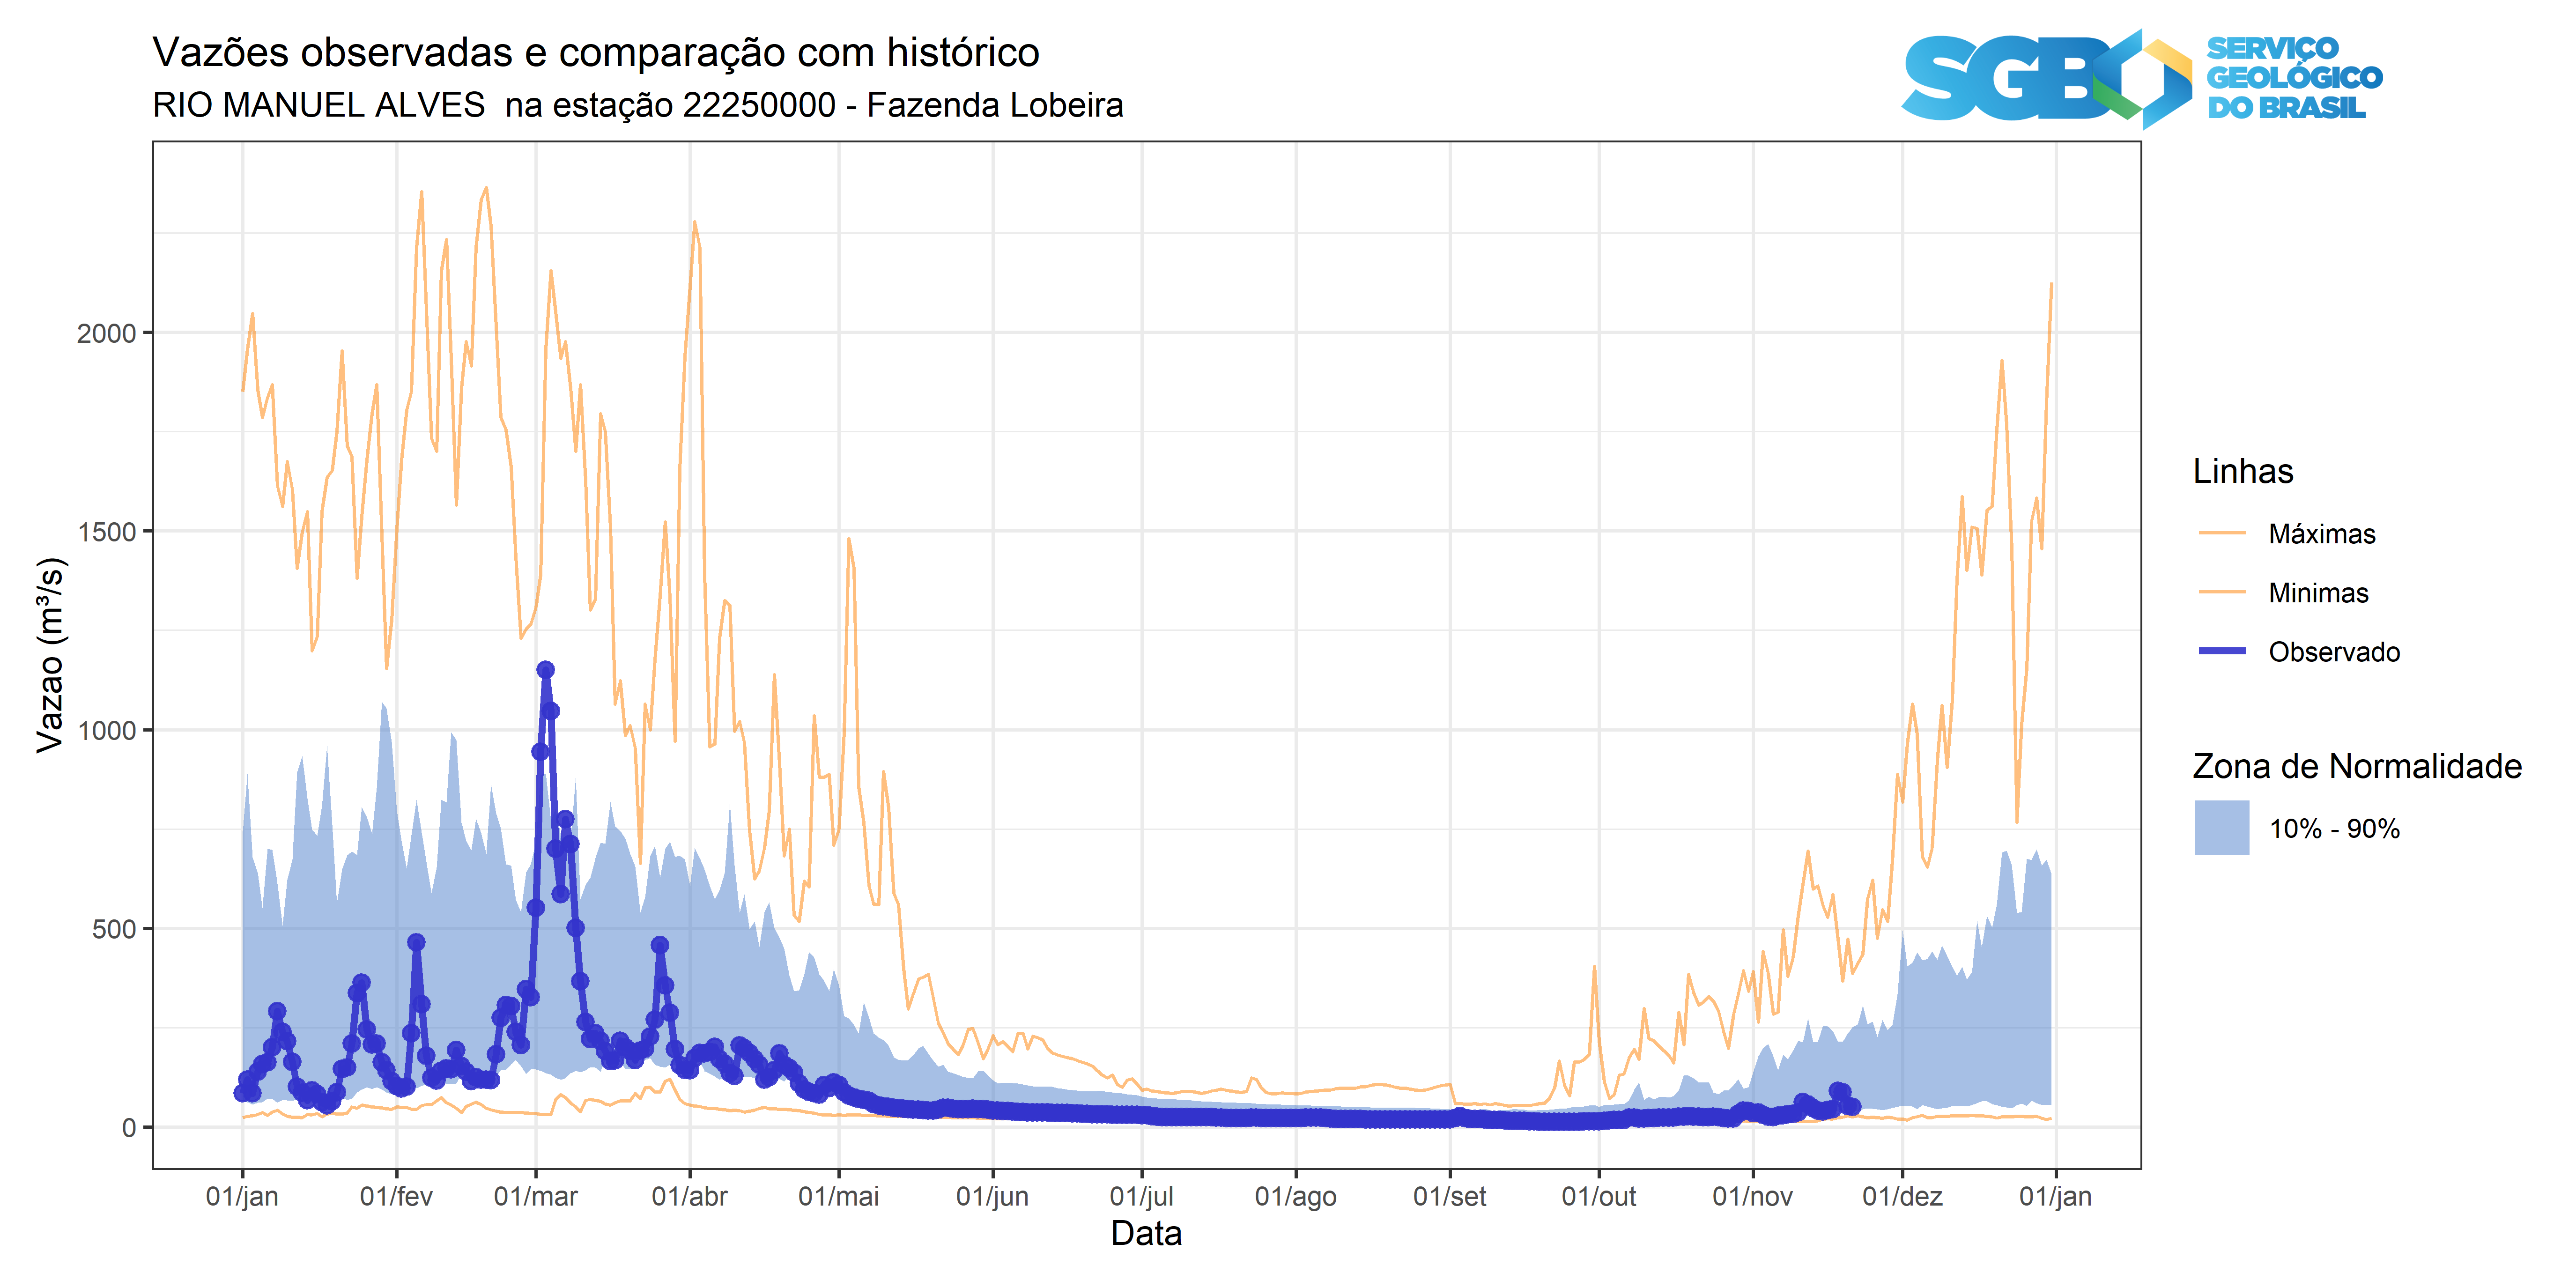 Vazões observadas e comparação com histórico
RIO MANUEL ALVES  na estação 22250000 - Fazenda Lobeira
SGB
SERVIÇO
GEOLÓGICO
DO BRASIL
Vazao (m³/s)
2000
1500
1000
500
0
01/jan 01/fev 01/mar 01/abr 01/mai 01/jun 01/jul 01/ago 01/set 01/out 01/nov 01/dez 01/jan
Data
Linhas
Máximas
Minimas
Observado
Zona de Normalidade
10% - 90%